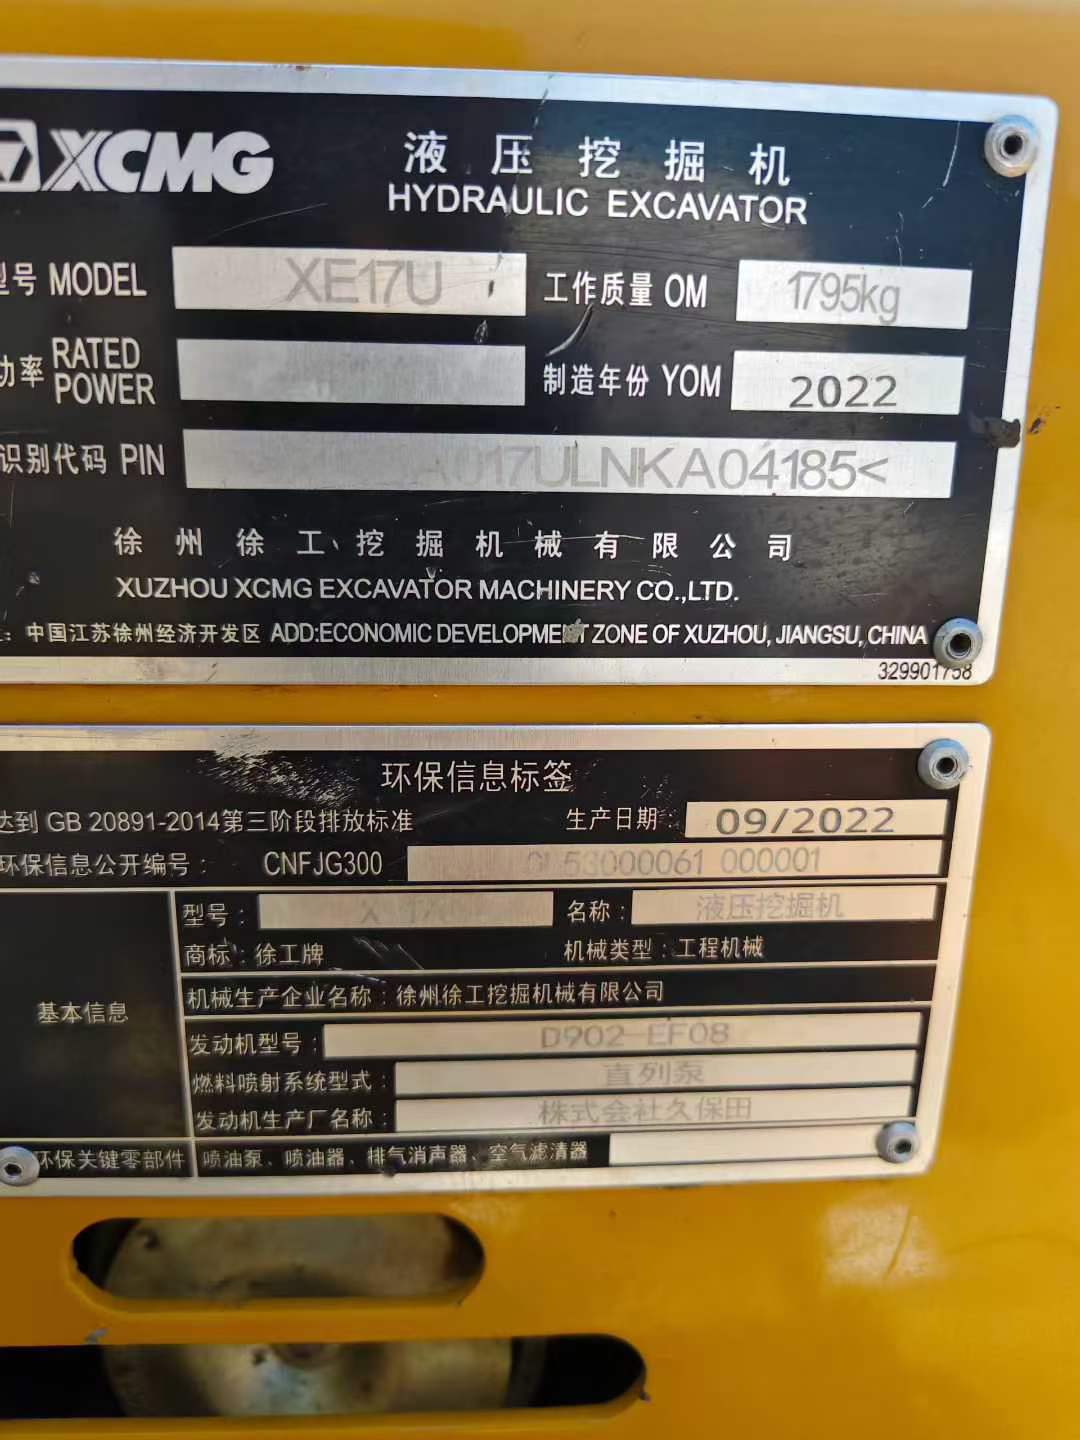 XCMG 液压挖掘机
HYDRAULIC EXCAVATOR
号 MODEL XE17U 工作质量 OM 1795kg
功率 RATED POWER 制造年份 YOM 2022
识别代码 PIN A017ULNKA04185<
徐州徐工挖掘机械有限公司
XUZHOU XCMG EXCAVATOR MACHINERY CO.,LTD.
: 中国江苏徐州经济开发区 ADD:ECONOMIC DEVELOPMENT ZONE OF XUZHOU, JIANGSU, CHINA
329901758
环保信息标签
达到 GB 20891-2014第三阶段排放标准 生产日期: 09/2022
环保信息公开编号: CNFJG300 53000061 000001
型号: 名称: 液压挖掘机
商标: 徐工牌 机械类型: 工程机械
基本信息
机械生产企业名称: 徐州徐工挖掘机械有限公司
发动机型号: D902-EF08
燃料喷射系统型式: 直列泵
发动机生产厂名称: 株式会社久保田
环保关键零部件 喷油泵、喷油器、排气消声器、空气滤清器